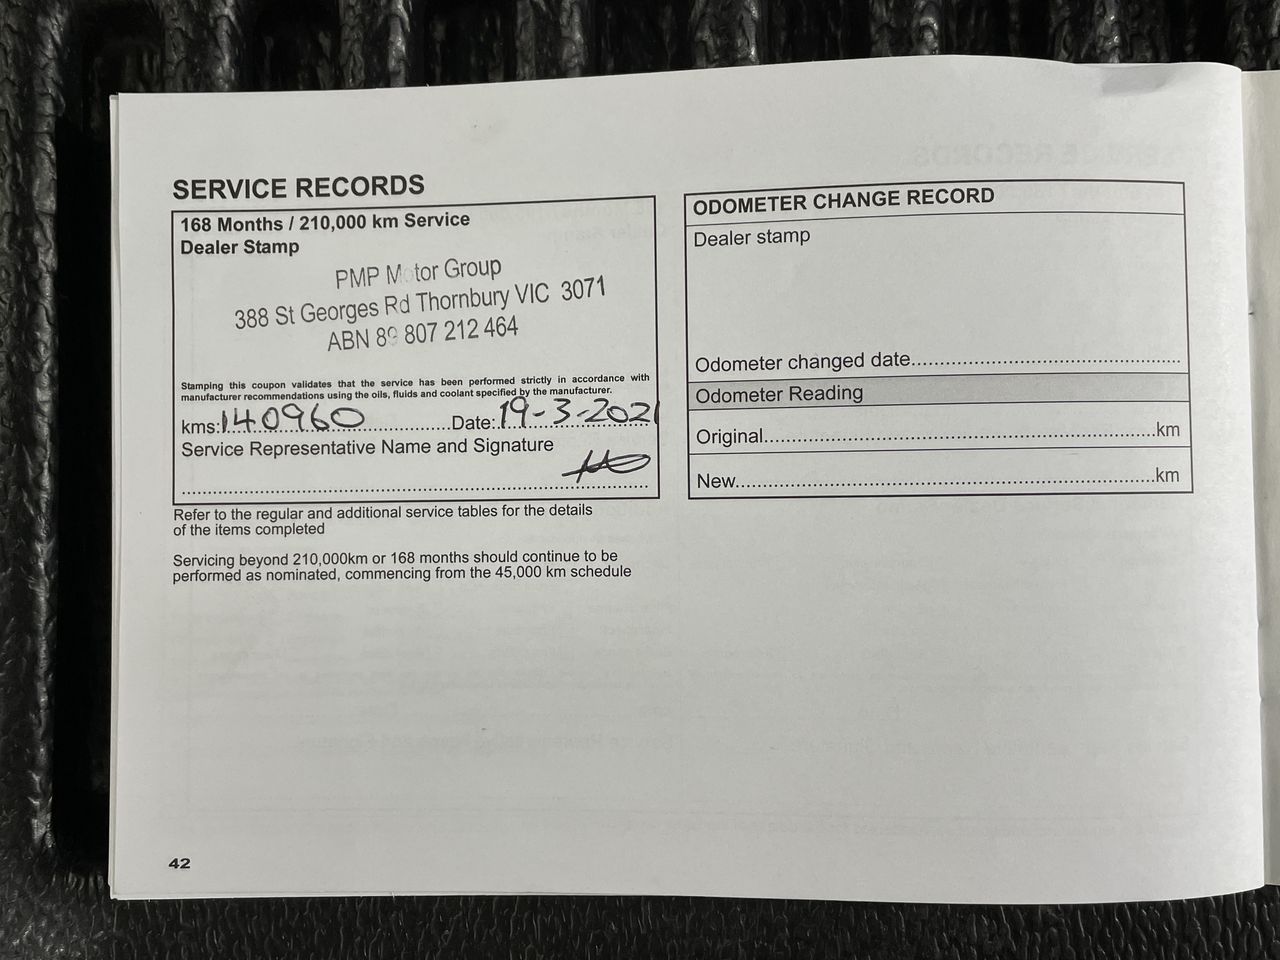 SERVICE RECORDS
168 Months / 210,000 km Service
Dealer Stamp
PMP Motor Group
388 St Georges Rd Thornbury VIC 3071
ABN 89 807 212 464
Stamping this coupon validates that the service has been performed strictly in accordance with
manufacturer recommendations using the oils, fluids and coolant specified by the manufacturer.
kms:140960 Date:19-3-2021
Service Representative Name and Signature
Refer to the regular and additional service tables for the details
of the items completed
Servicing beyond 210,000km or 168 months should continue to be
performed as nominated, commencing from the 45,000 km schedule
ODOMETER CHANGE RECORD
Dealer stamp
Odometer changed date
Odometer Reading
Original km
New km
42